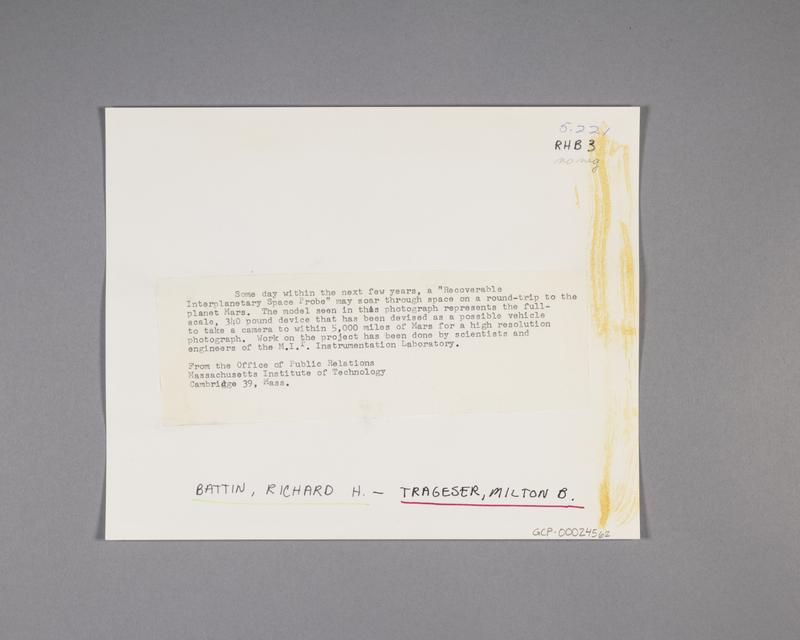 5.22
RHB 3
no neg
Some day within the next few years, a "Recoverable
Interplanetary Space Probe" may soar through space on a round-trip to the
planet Mars. The model seen in this photograph represents the full-
scale, 340 pound device that has been devised as a possible vehicle
to take a camera to within 5,000 miles of Mars for a high resolution
photograph. Work on the project has been done by scientists and
engineers of the M.I.T. Instrumentation Laboratory.
From the Office of Public Relations
Massachusetts Institute of Technology
Cambridge 39, Mass.
BATTIN, RICHARD H. - TRAGESER, MILTON B.
GCP-00024562